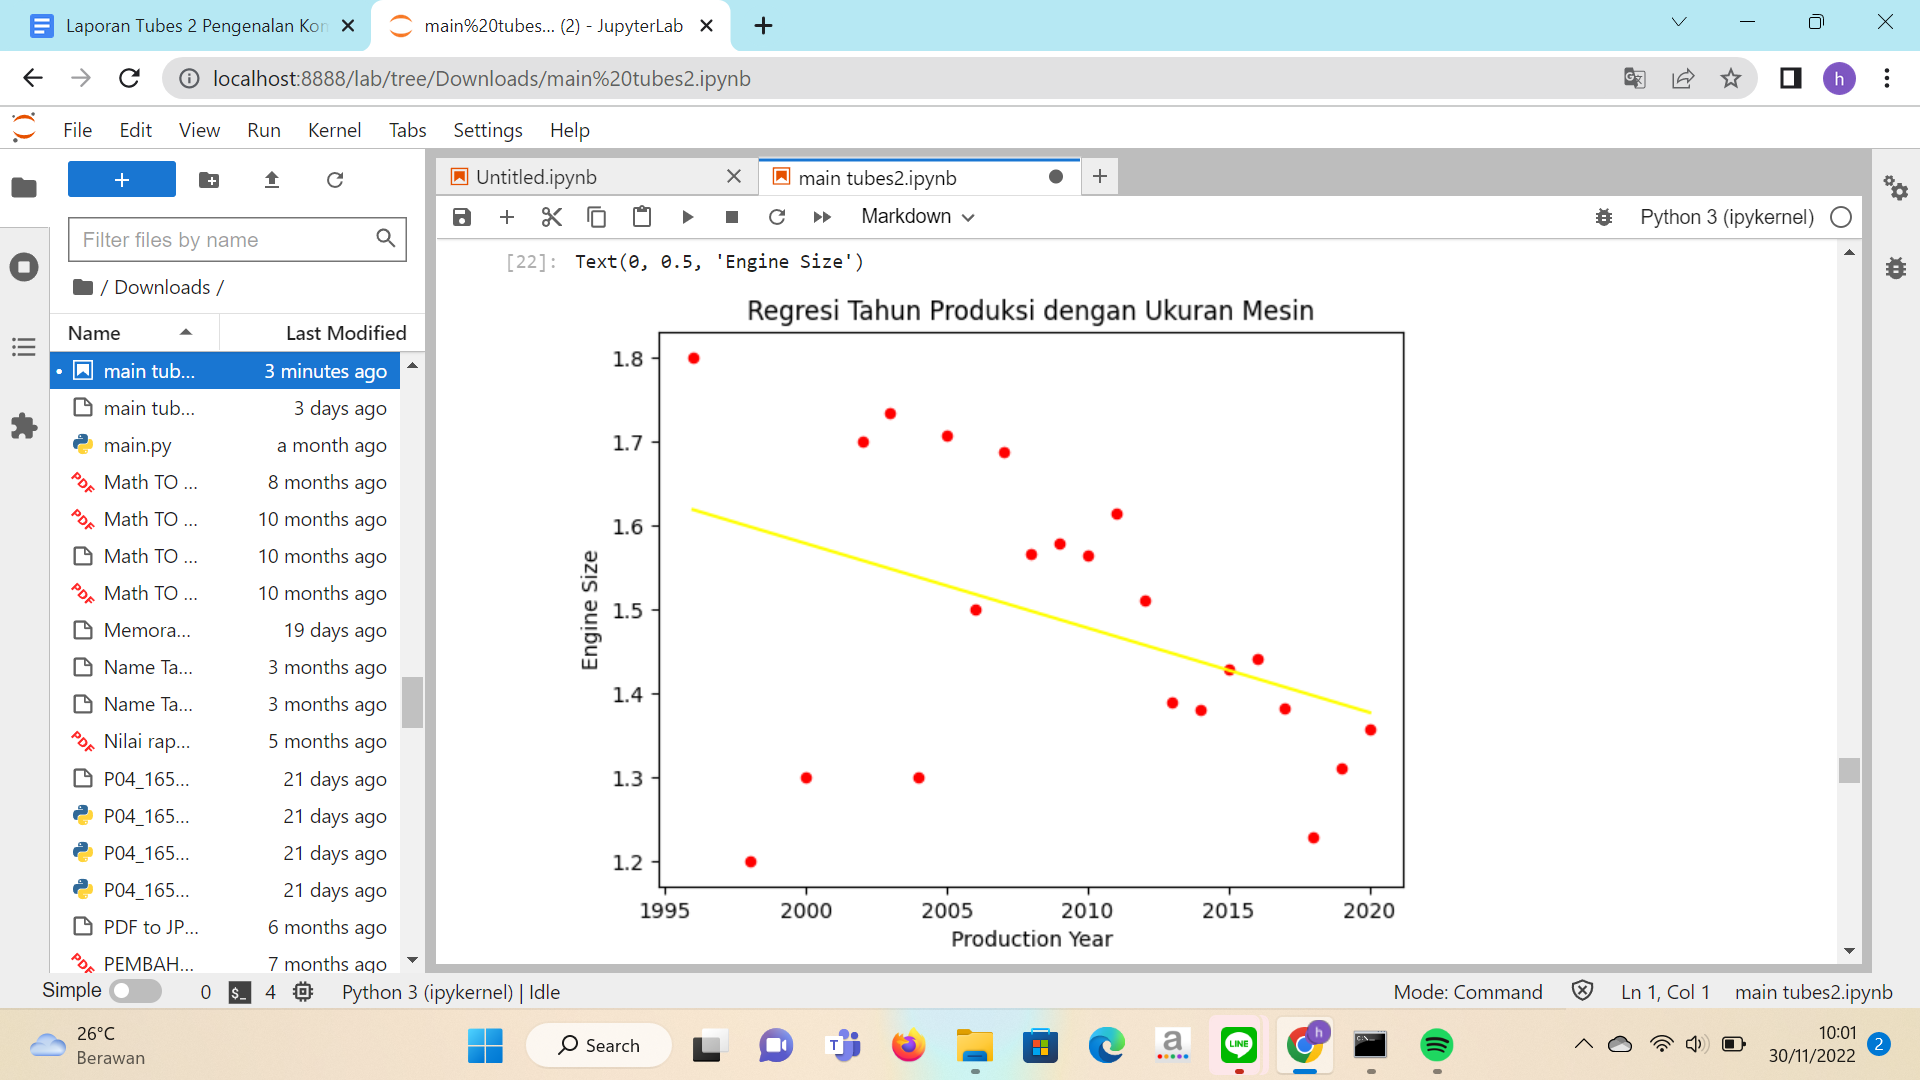 Laporan Tubes 2 Pengenalan Kon
main%20tubes... (2) - JupyterLab
localhost:8888/lab/tree/Downloads/main%20tubes2.ipynb
h
File Edit View Run Kernel Tabs Settings Help
Filter files by name
/ Downloads /
Name Last Modified
main tub... 3 minutes ago
main tub... 3 days ago
main.py a month ago
Math TO ... 8 months ago
Math TO ... 10 months ago
Math TO ... 10 months ago
Math TO ... 10 months ago
Memora... 19 days ago
Name Ta... 3 months ago
Name Ta... 3 months ago
Nilai rap... 5 months ago
P04_165... 21 days ago
P04_165... 21 days ago
P04_165... 21 days ago
P04_165... 21 days ago
PDF to JP... 6 months ago
PEMBAH... 7 months ago
Untitled.ipynb
main tubes2.ipynb
Markdown
Python 3 (ipykernel)
[22]: Text(0, 0.5, 'Engine Size')
Regresi Tahun Produksi dengan Ukuran Mesin
1.8
1.7
1.6
1.5
1.4
1.3
1.2
Engine Size
1995 2000 2005 2010 2015 2020
Production Year
Simple 0 $_ 4 Python 3 (ipykernel) | Idle
Mode: Command Ln 1, Col 1 main tubes2.ipynb
26°C
Berawan
Search
LINE
h
10:01
30/11/2022
2